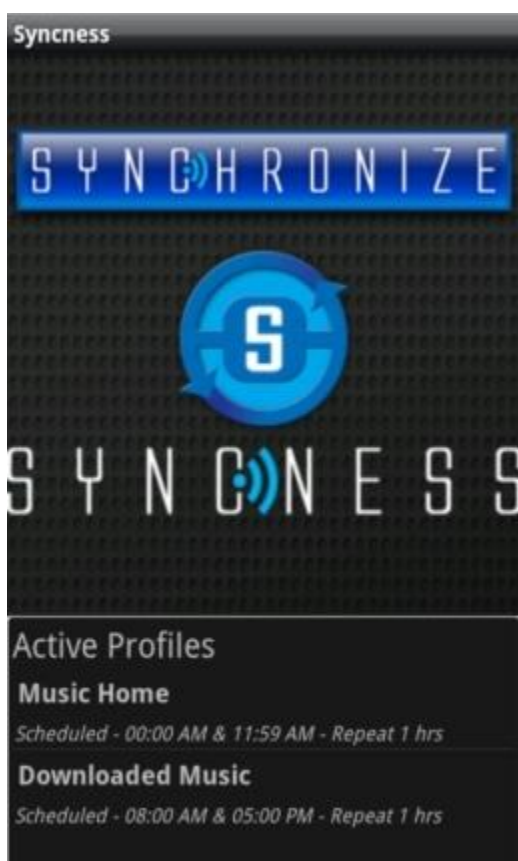 Syncness
SYNCHRONIZE
S
SYNCNESS
Active Profiles
Music Home
Scheduled - 00:00 AM & 11:59 AM - Repeat 1 hrs
Downloaded Music
Scheduled - 08:00 AM & 05:00 PM - Repeat 1 hrs